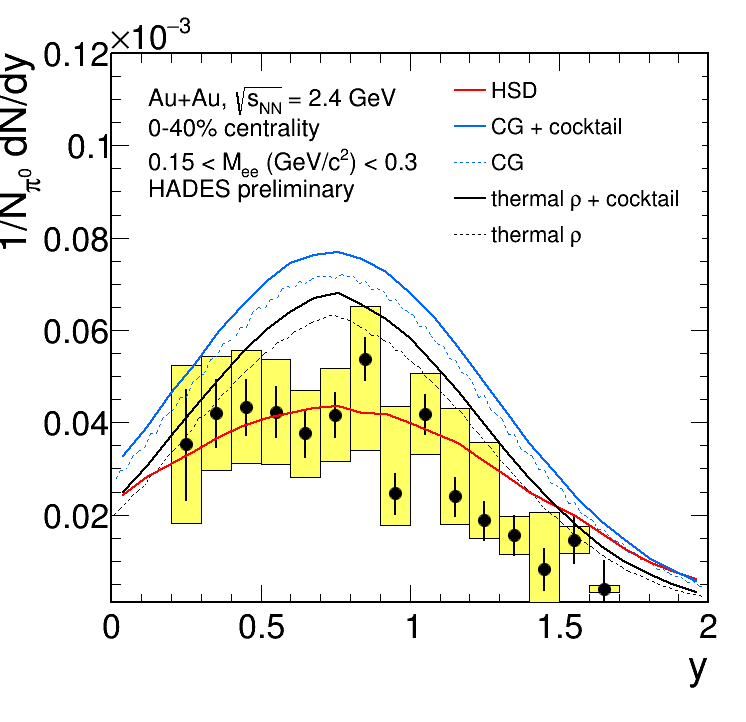 0.12 ×10⁻³
1/N_π⁰ dN/dy
0.1
0.08
0.06
0.04
0.02
Au+Au, √s_NN = 2.4 GeV
0-40% centrality
0.15 < M_ee (GeV/c²) < 0.3
HADES preliminary
HSD
CG + cocktail
CG
thermal ρ + cocktail
thermal ρ
0 0.5 1 1.5 2
y